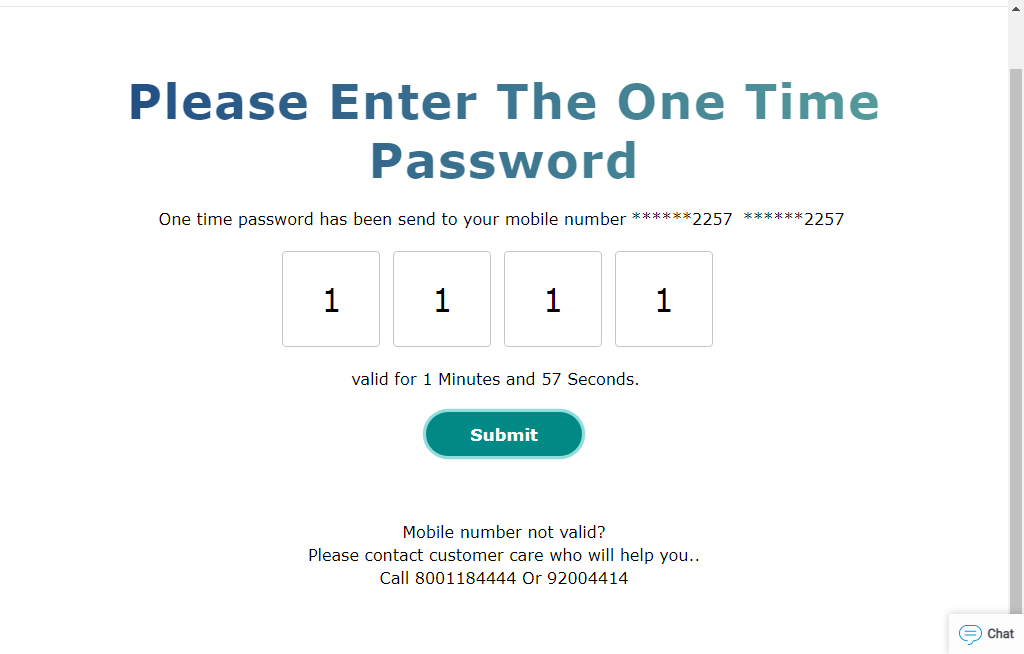 Please Enter The One Time
Password
One time password has been send to your mobile number ******2257 ******2257
1 1 1 1
valid for 1 Minutes and 57 Seconds.
Submit
Mobile number not valid?
Please contact customer care who will help you..
Call 8001184444 Or 92004414
Chat